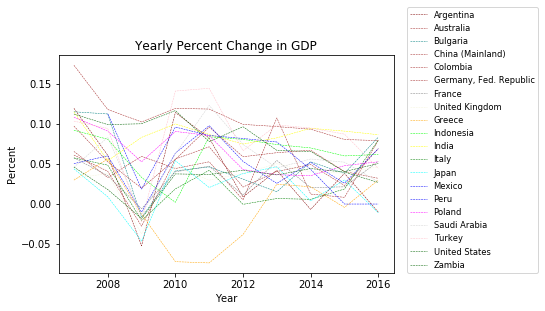 Yearly Percent Change in GDP
Percent
0.15
0.10
0.05
0.00
−0.05
2008
2010
2012
2014
2016
Year
Argentina
Australia
Bulgaria
China (Mainland)
Colombia
Germany, Fed. Republic
France
United Kingdom
Greece
Indonesia
India
Italy
Japan
Mexico
Peru
Poland
Saudi Arabia
Turkey
United States
Zambia